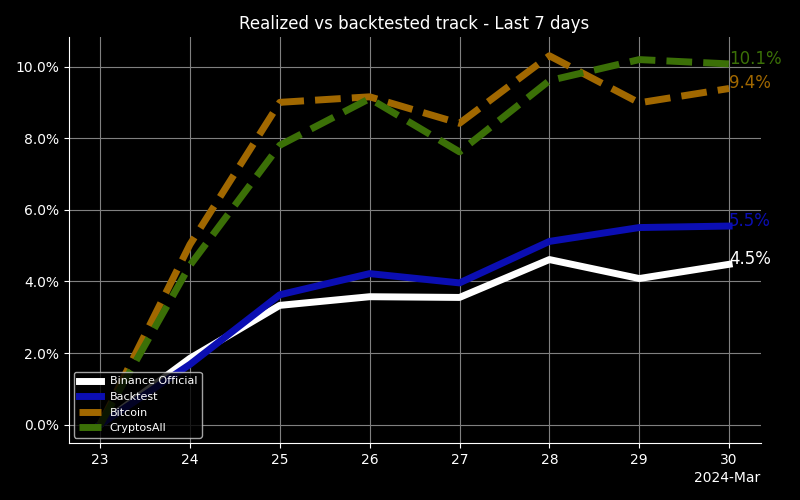 Realized vs backtested track - Last 7 days
10.0%
8.0%
6.0%
4.0%
2.0%
0.0%
10.1%
9.4%
5.5%
4.5%
Binance Official
Backtest
Bitcoin
CryptosAll
23 24 25 26 27 28 29 30
2024-Mar